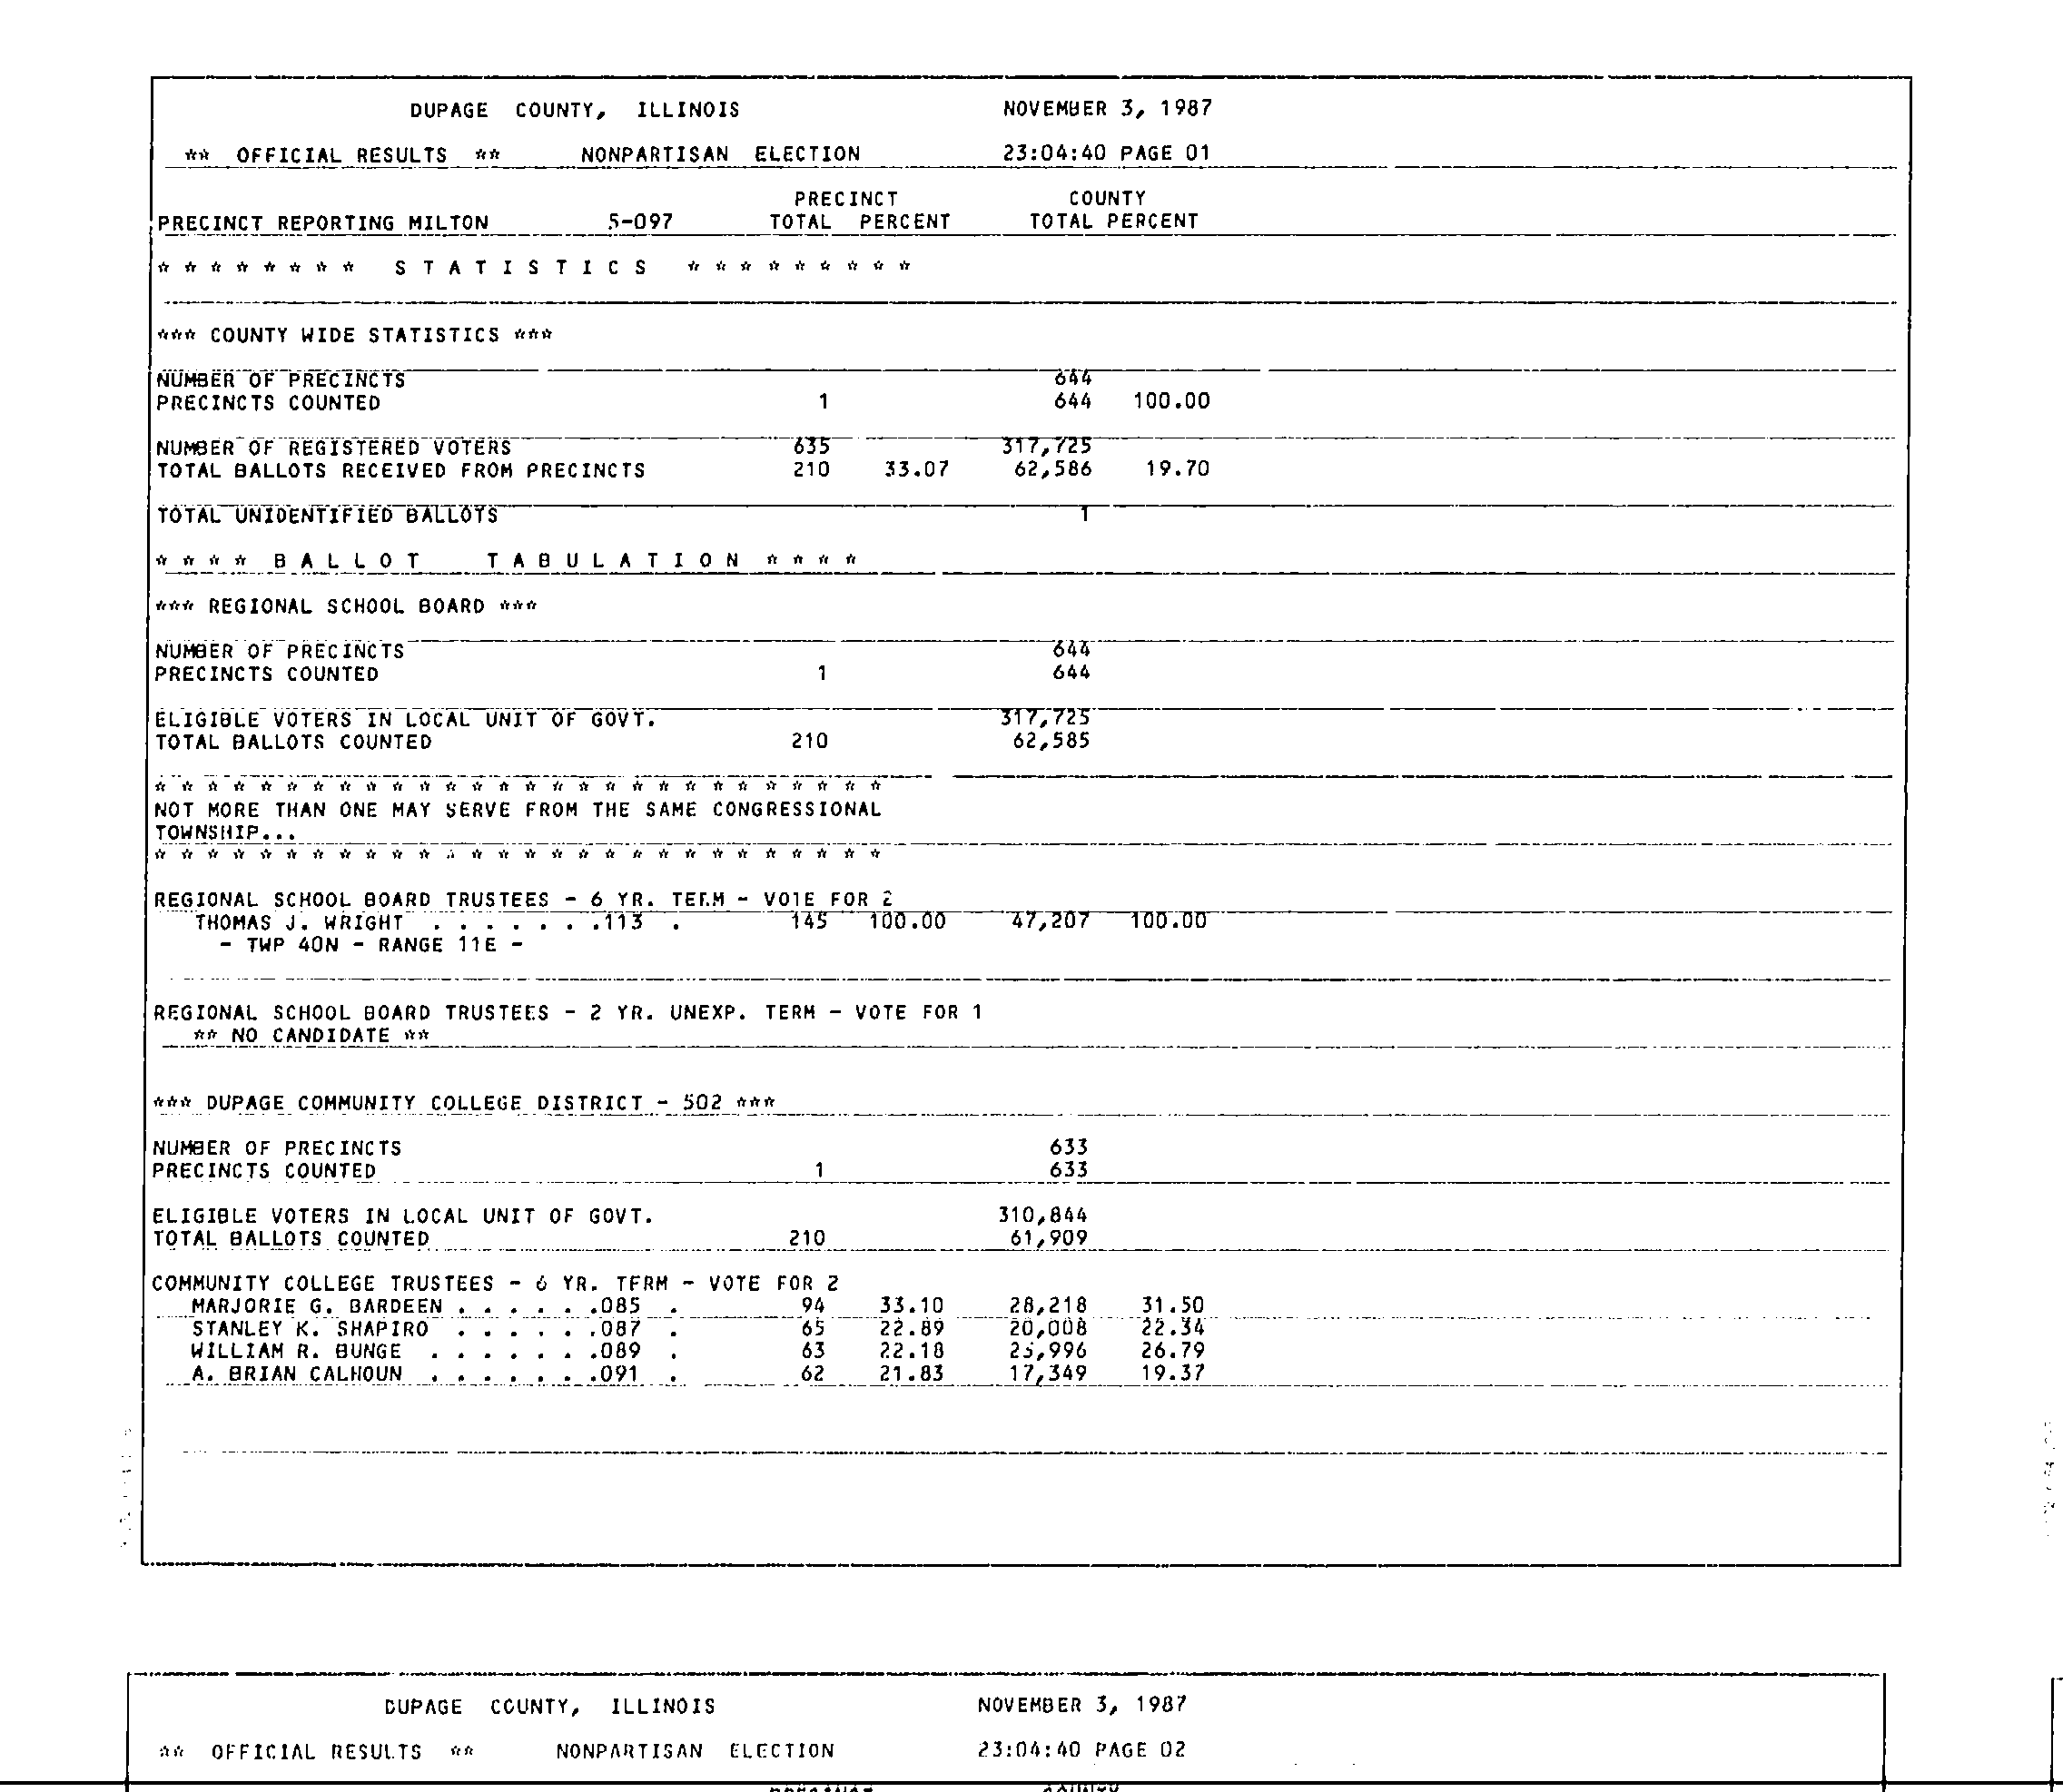 DUPAGE COUNTY, ILLINOIS NOVEMBER 3, 1987
** OFFICIAL RESULTS ** NONPARTISAN ELECTION 23:04:40 PAGE 01
PRECINCT COUNTY
PRECINCT REPORTING MILTON 5-097 TOTAL PERCENT TOTAL PERCENT
* * * * * * * * S T A T I S T I C S * * * * * * * * *
*** COUNTY WIDE STATISTICS ***
NUMBER OF PRECINCTS 644
PRECINCTS COUNTED 1 644 100.00
NUMBER OF REGISTERED VOTERS 635 317,725
TOTAL BALLOTS RECEIVED FROM PRECINCTS 210 33.07 62,586 19.70
TOTAL UNIDENTIFIED BALLOTS 1
* * * * B A L L O T T A B U L A T I O N * * * *
*** REGIONAL SCHOOL BOARD ***
NUMBER OF PRECINCTS 644
PRECINCTS COUNTED 1 644
ELIGIBLE VOTERS IN LOCAL UNIT OF GOVT. 317,725
TOTAL BALLOTS COUNTED 210 62,585
* * * * * * * * * * * * * * * * * * * * * * * * * * * *
NOT MORE THAN ONE MAY SERVE FROM THE SAME CONGRESSIONAL
TOWNSHIP...
* * * * * * * * * * * * * * * * * * * * * * * * * * * *
REGIONAL SCHOOL BOARD TRUSTEES - 6 YR. TERM - VOTE FOR 2
THOMAS J. WRIGHT . . . . . . .113 . 145 100.00 47,207 100.00
- TWP 40N - RANGE 11E -
REGIONAL SCHOOL BOARD TRUSTEES - 2 YR. UNEXP. TERM - VOTE FOR 1
** NO CANDIDATE **
*** DUPAGE COMMUNITY COLLEGE DISTRICT - 502 ***
NUMBER OF PRECINCTS 633
PRECINCTS COUNTED 1 633
ELIGIBLE VOTERS IN LOCAL UNIT OF GOVT. 310,844
TOTAL BALLOTS COUNTED 210 61,909
COMMUNITY COLLEGE TRUSTEES - 6 YR. TERM - VOTE FOR 2
MARJORIE G. BARDEEN . . . . . .085 . 94 33.10 28,218 31.50
STANLEY K. SHAPIRO . . . . . .087 . 65 22.89 20,008 22.34
WILLIAM R. BUNGE . . . . . . .089 . 63 22.18 23,996 26.79
A. BRIAN CALHOUN . . . . . . .091 . 62 21.83 17,349 19.37
DUPAGE COUNTY, ILLINOIS NOVEMBER 3, 1987
** OFFICIAL RESULTS ** NONPARTISAN ELECTION 23:04:40 PAGE 02